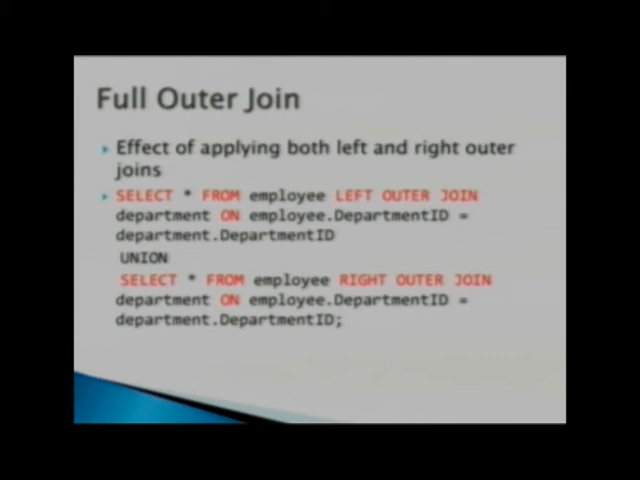 Full Outer Join
Effect of applying both left and right outer
joins
SELECT * FROM employee LEFT OUTER JOIN
department ON employee.DepartmentID =
department.DepartmentID
UNION
SELECT * FROM employee RIGHT OUTER JOIN
department ON employee.DepartmentID =
department.DepartmentID;